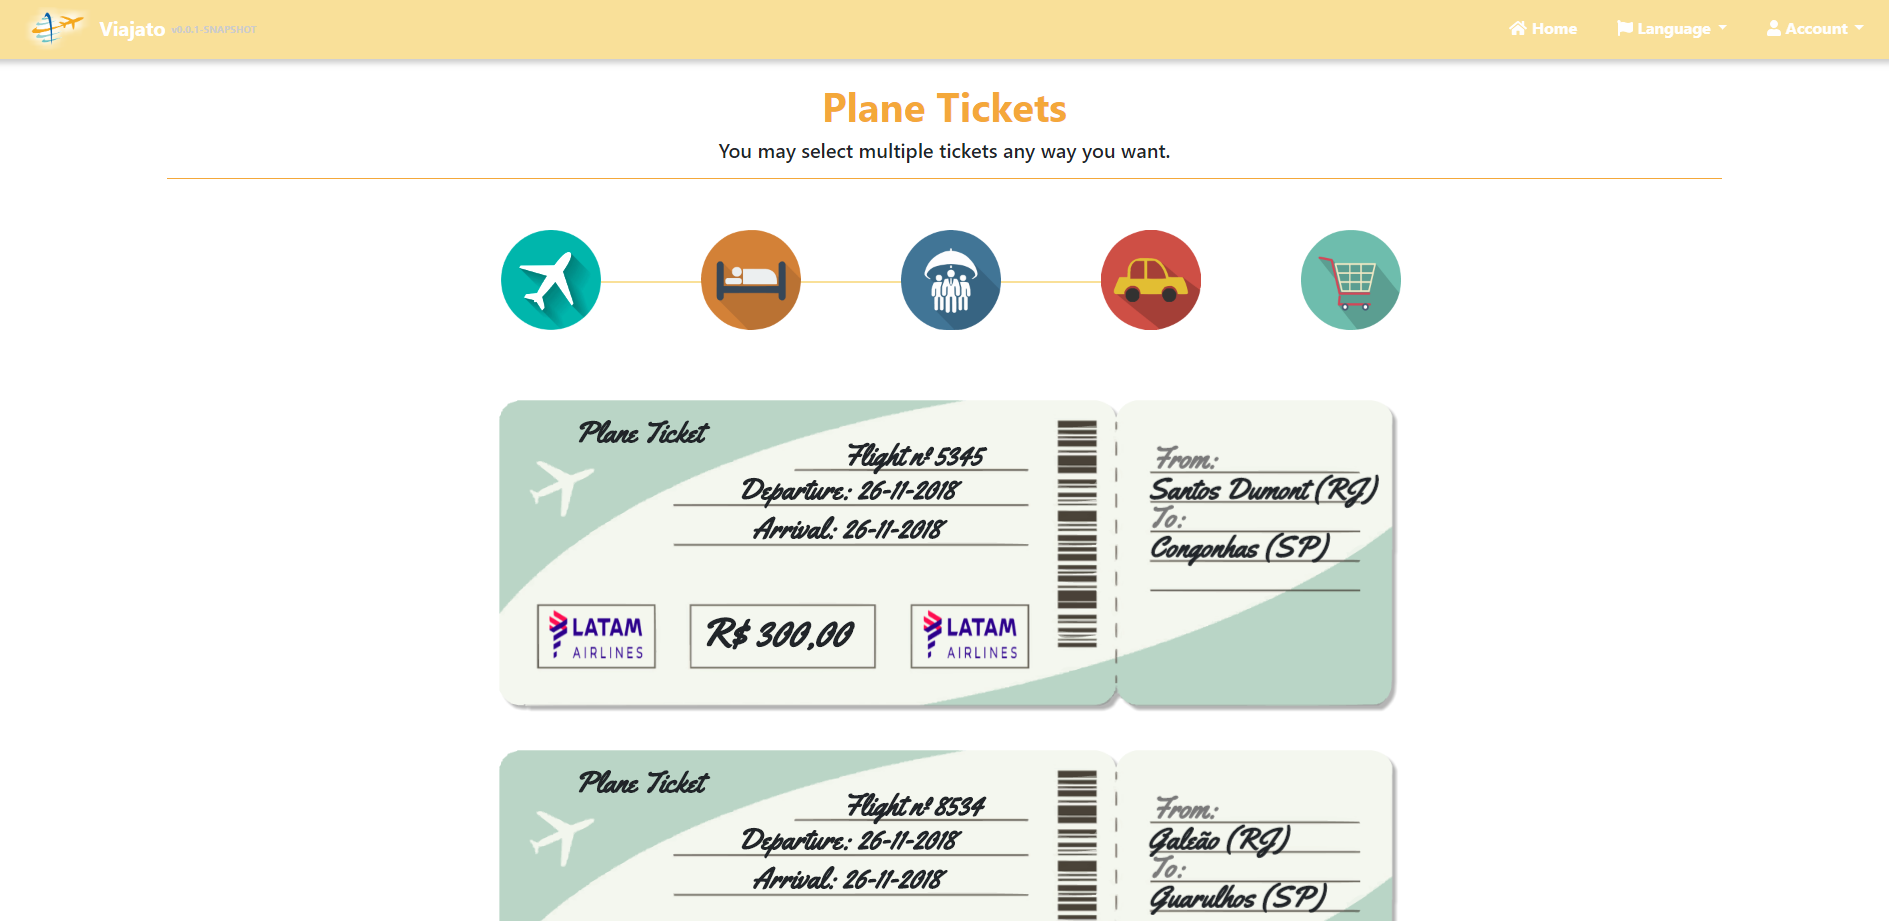 Viajato v0.0.1-SNAPSHOT
Home
Language
Account
Plane Tickets
You may select multiple tickets any way you want.
Plane Ticket
Flight nº 5345
Departure: 26-11-2018
Arrival: 26-11-2018
LATAM
AIRLINES
R$ 300,00
LATAM
AIRLINES
From:
Santos Dumont (RJ)
To:
Congonhas (SP)
Plane Ticket
Flight nº 8534
Departure: 26-11-2018
Arrival: 26-11-2018
From:
Galeão (RJ)
To:
Guarulhos (SP)